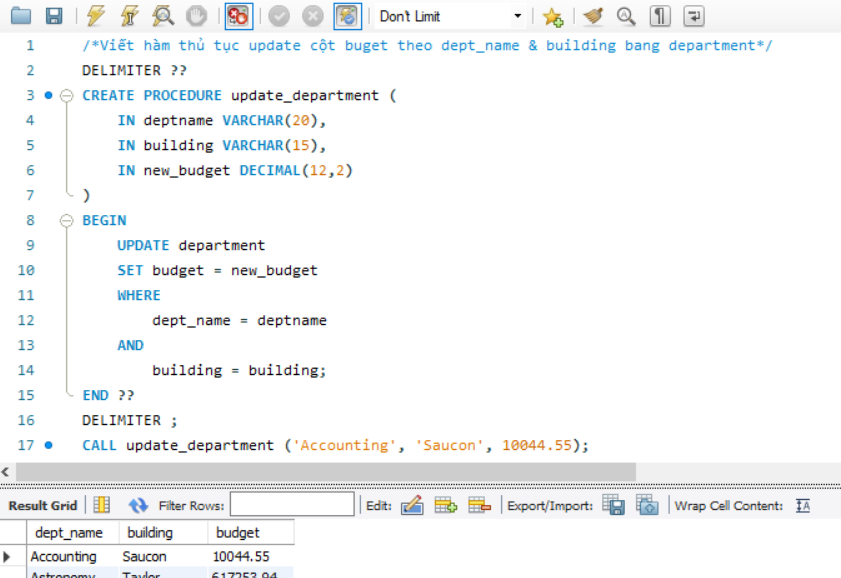 Don't Limit
1 /*Viết hàm thủ tục update cột buget theo dept_name & building bang department*/
2 DELIMITER ??
3 CREATE PROCEDURE update_department (
4 IN deptname VARCHAR(20),
5 IN building VARCHAR(15),
6 IN new_budget DECIMAL(12,2)
7 )
8 BEGIN
9 UPDATE department
10 SET budget = new_budget
11 WHERE
12 dept_name = deptname
13 AND
14 building = building;
15 END ??
16 DELIMITER ;
17 CALL update_department ('Accounting', 'Saucon', 10044.55);
Result Grid Filter Rows: Edit: Export/Import: Wrap Cell Content:
dept_name building budget
Accounting Saucon 10044.55
Astronomy Taylor 617253.94